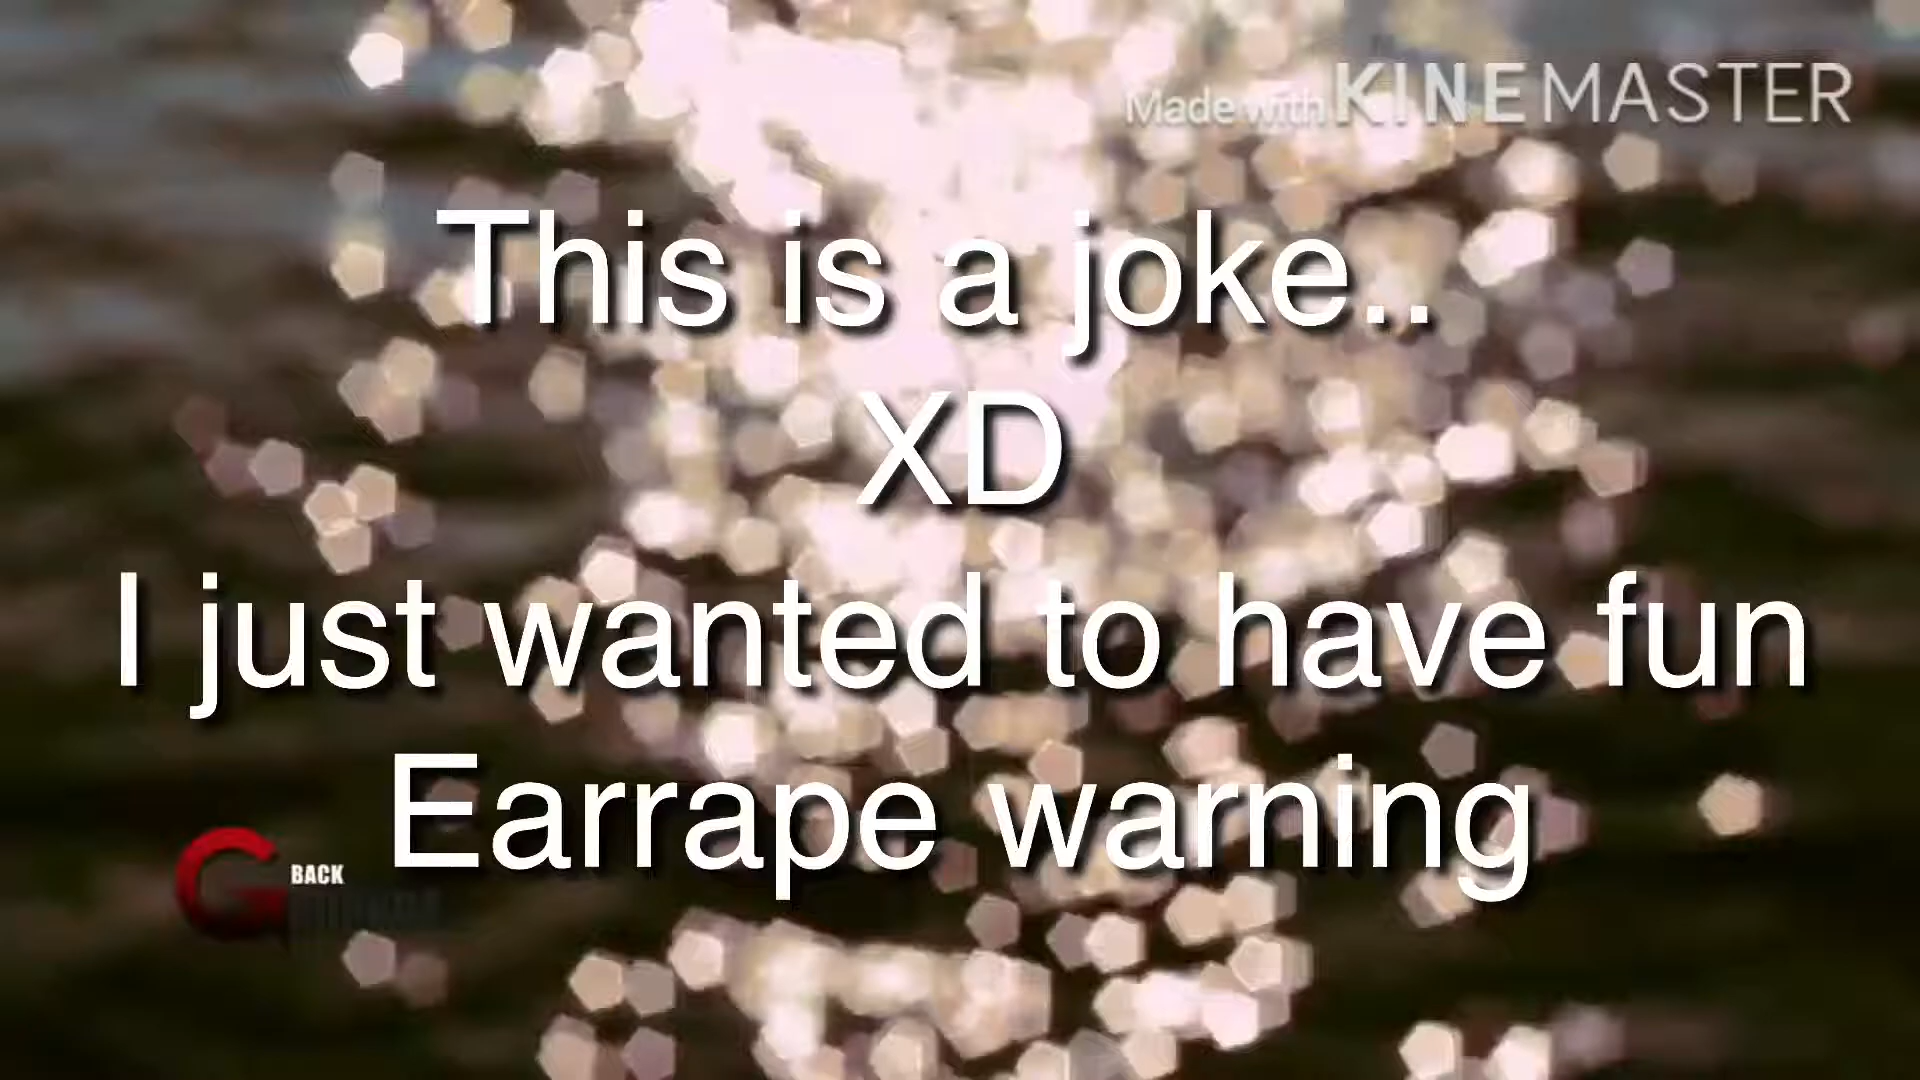 Made with KINEMASTER
This is a joke..
XD
I just wanted to have fun
Earrape warning
G BACK